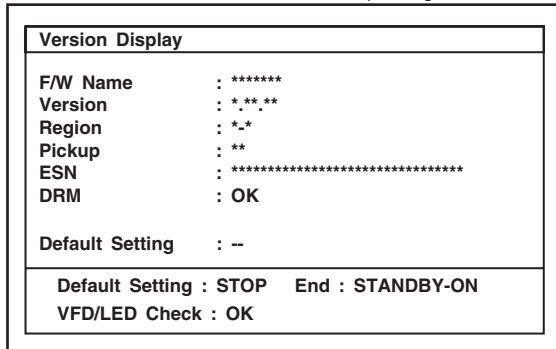 Version Display
F/W Name : *******
Version : *.**.**
Region : *-*
Pickup : **
ESN : ********************************
DRM : OK
Default Setting : --
Default Setting : STOP End : STANDBY-ON
VFD/LED Check : OK